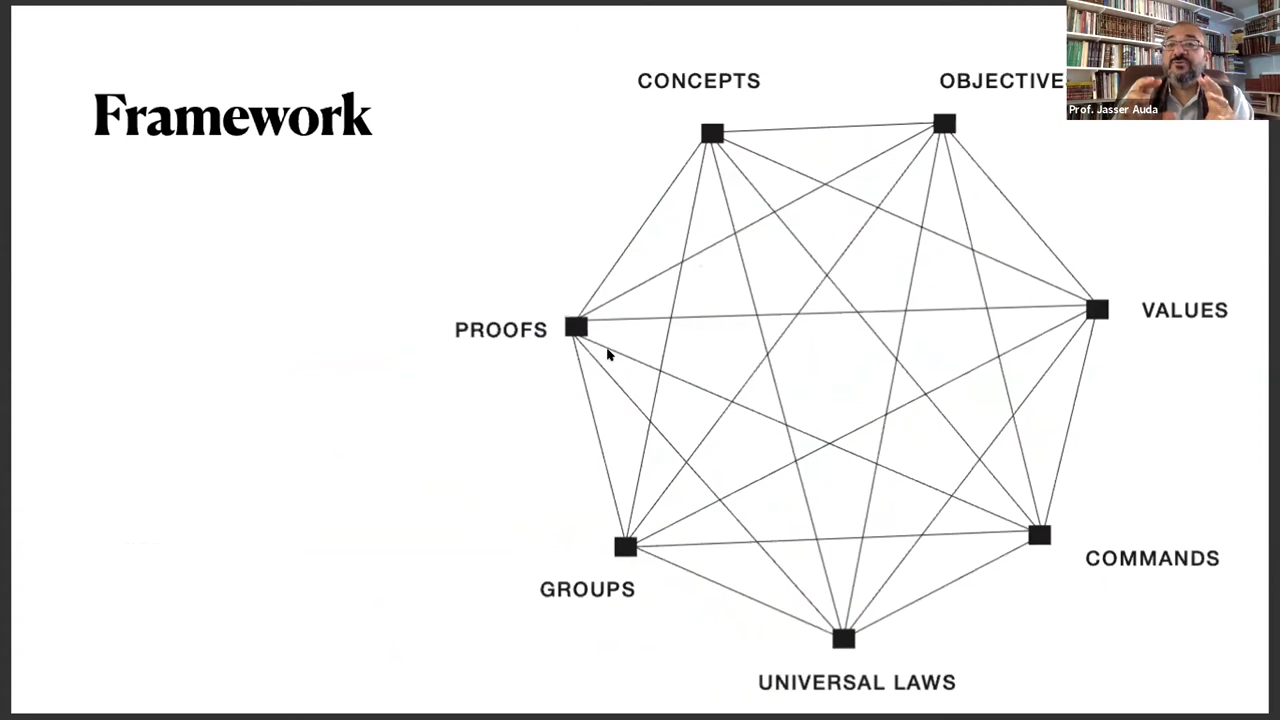 Framework
CONCEPTS
OBJECTIVE
Prof. Jasser Auda
PROOFS
VALUES
GROUPS
COMMANDS
UNIVERSAL LAWS